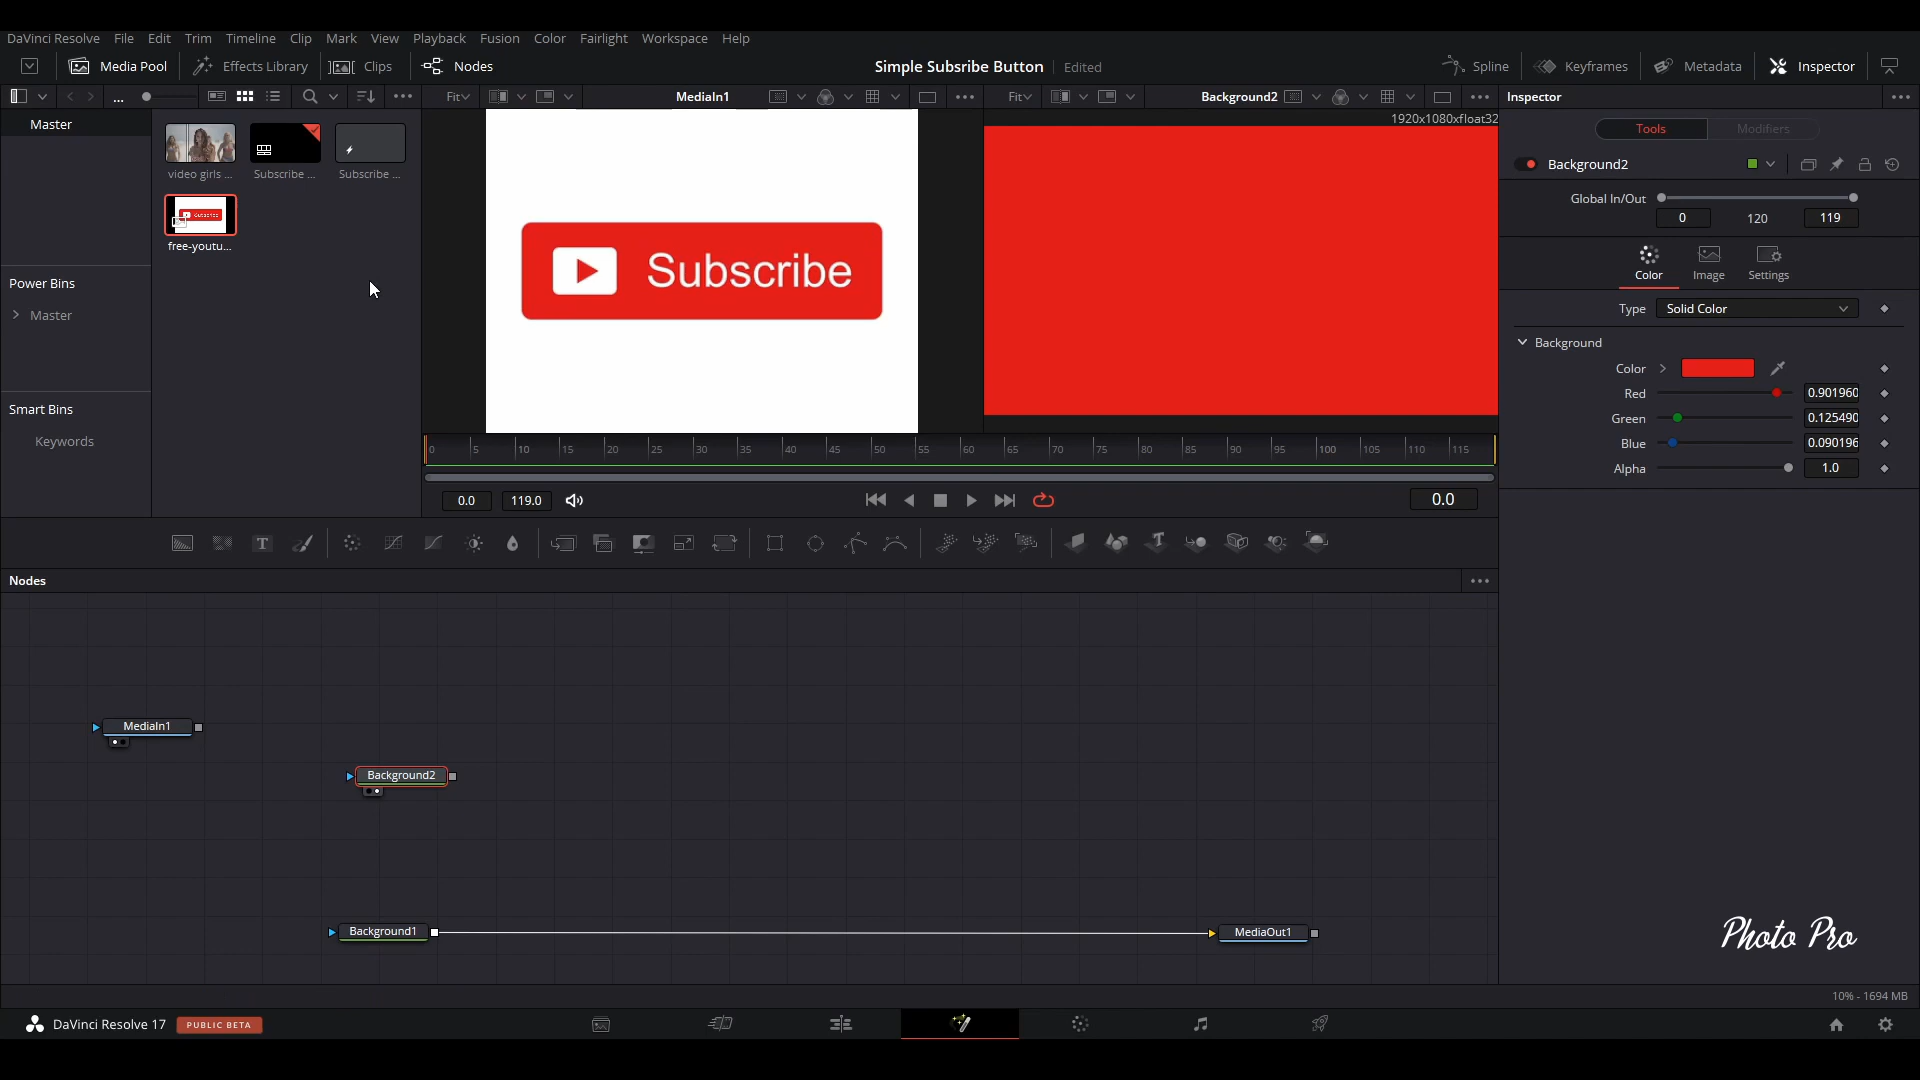 DaVinci Resolve File Edit Trim Timeline Clip Mark View Playback Fusion Color Fairlight Workspace Help
Media Pool Effects Library Clips Nodes Simple Subsribe Button Edited Spline Keyframes Metadata Inspector
... Fit MediaIn1 Fit Background2 Inspector
1920x1080xfloat32
Master
Tools Modifiers
Background2
video girls ... Subscribe ... Subscribe ...
Global In/Out
0 120 119
Subscribe
free-youtu...
Subscribe
Color Image Settings
Power Bins
Master
Type Solid Color
Background
Color
Red 0.901960
Smart Bins
Green 0.125490
Keywords
Blue 0.090196
0 5 10 15 20 25 30 35 40 45 50 55 60 65 70 75 80 85 90 95 100 105 110 115
Alpha 1.0
0.0 119.0 0.0
T
Nodes
MediaIn1
Background2
Background1
MediaOut1
Photo Pro
10% - 1694 MB
DaVinci Resolve 17 PUBLIC BETA